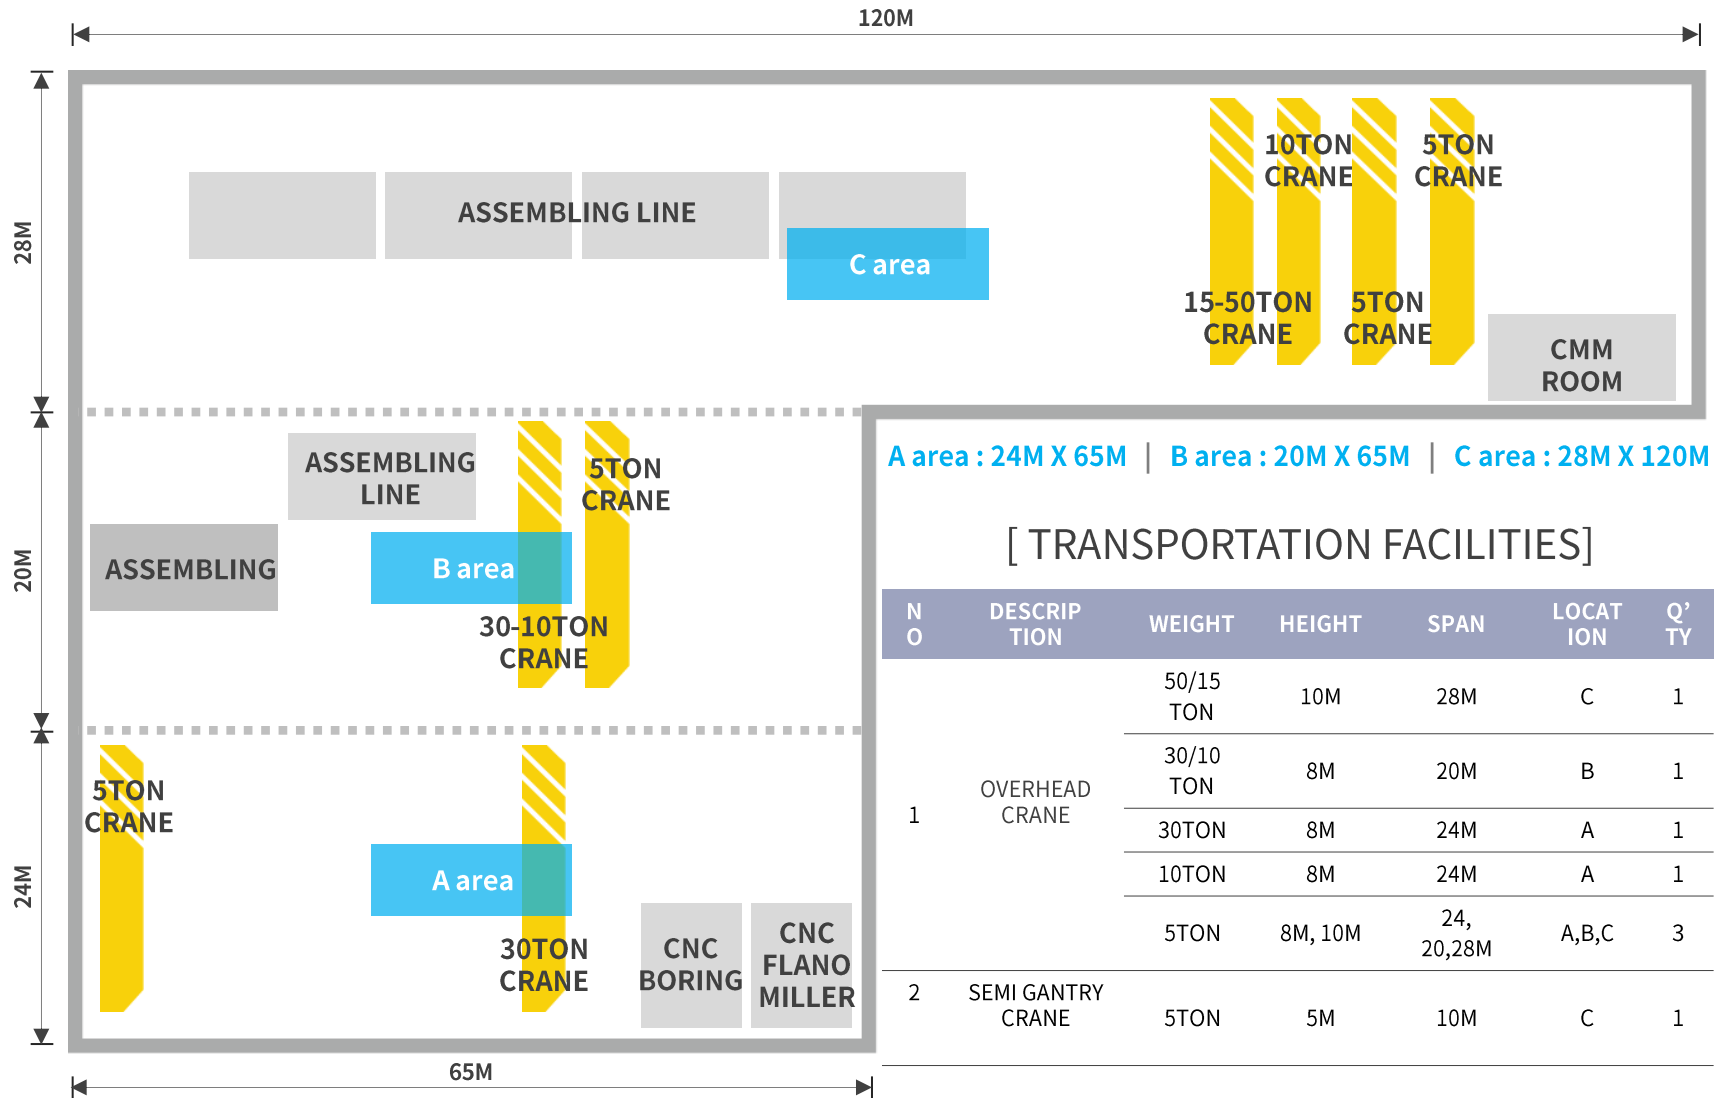 120M
28M
20M
24M
65M
ASSEMBLING LINE
C area
10TON
CRANE
5TON
CRANE
15-50TON
CRANE
5TON
CRANE
CMM
ROOM
ASSEMBLING
LINE
ASSEMBLING
B area
5TON
CRANE
30-10TON
CRANE
5TON
CRANE
A area
30TON
CRANE
CNC
BORING
CNC
FLANO
MILLER
A area : 24M X 65M | B area : 20M X 65M | C area : 28M X 120M
[ TRANSPORTATION FACILITIES]
N
O
DESCRIP
TION
WEIGHT
HEIGHT
SPAN
LOCAT
ION
Q’
TY
1
OVERHEAD
CRANE
50/15
TON
10M
28M
C
1
30/10
TON
8M
20M
B
1
30TON
8M
24M
A
1
10TON
8M
24M
A
1
5TON
8M, 10M
24,
20,28M
A,B,C
3
2
SEMI GANTRY
CRANE
5TON
5M
10M
C
1